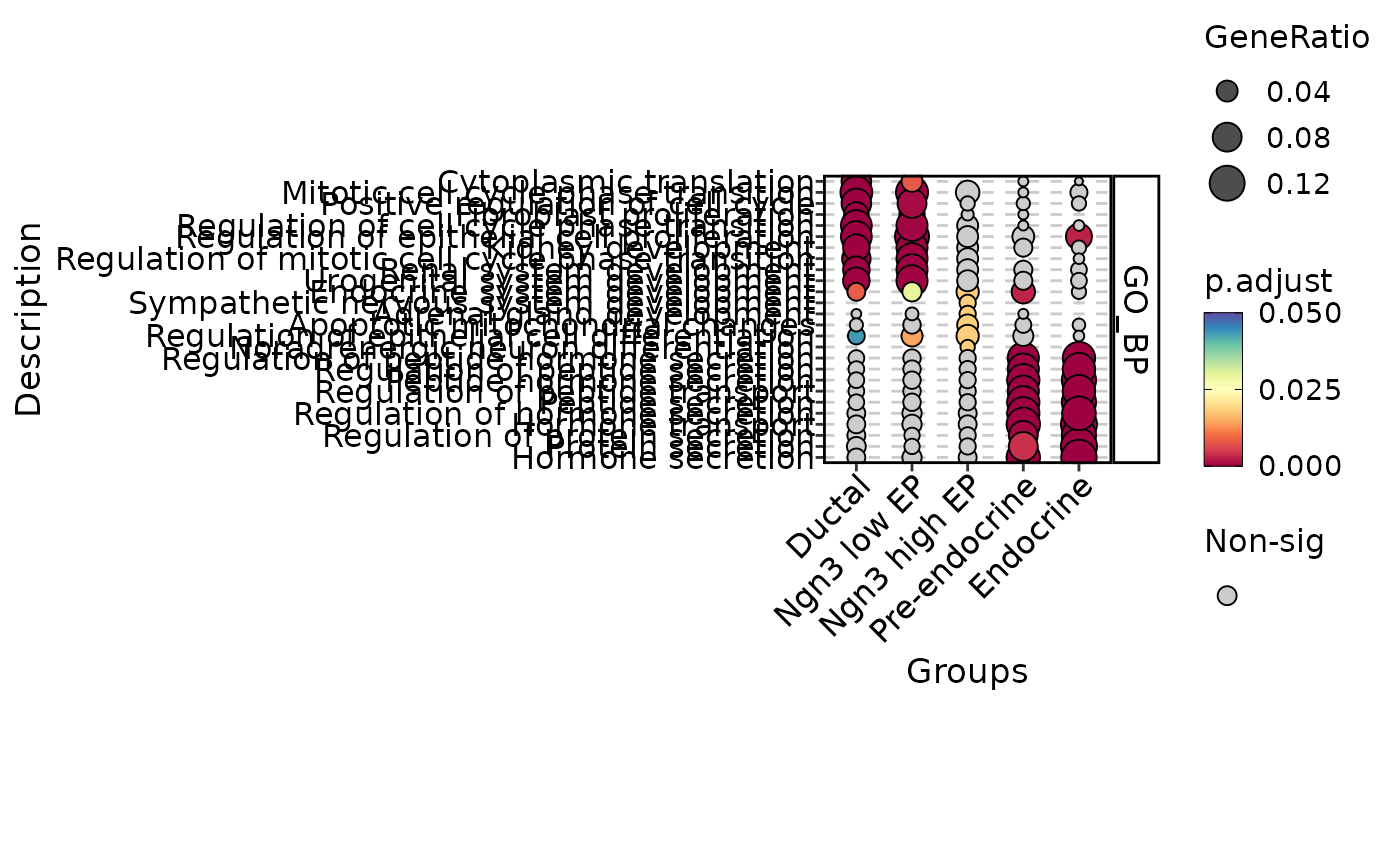 Description
Cytoplasmic translation
Mitotic cell cycle phase transition
Positive regulation of cell cycle
Fibroblast proliferation
Regulation of cell cycle phase transition
Regulation of epithelial cell proliferation
Kidney development
Regulation of mitotic cell cycle phase transition
Renal system development
Urogenital system development
Endocrine system development
Sympathetic nervous system development
Adrenal gland development
Apoptotic mitochondrial changes
Regulation of epithelial cell differentiation
Noradrenergic neuron differentiation
Regulation of peptide hormone secretion
Regulation of peptide secretion
Peptide hormone secretion
Regulation of peptide transport
Peptide secretion
Regulation of hormone secretion
Hormone transport
Regulation of protein secretion
Protein secretion
Hormone secretion
GO_BP
Ductal
Ngn3 low EP
Ngn3 high EP
Pre-endocrine
Endocrine
Groups
GeneRatio
0.04
0.08
0.12
p.adjust
0.050
0.025
0.000
Non-sig